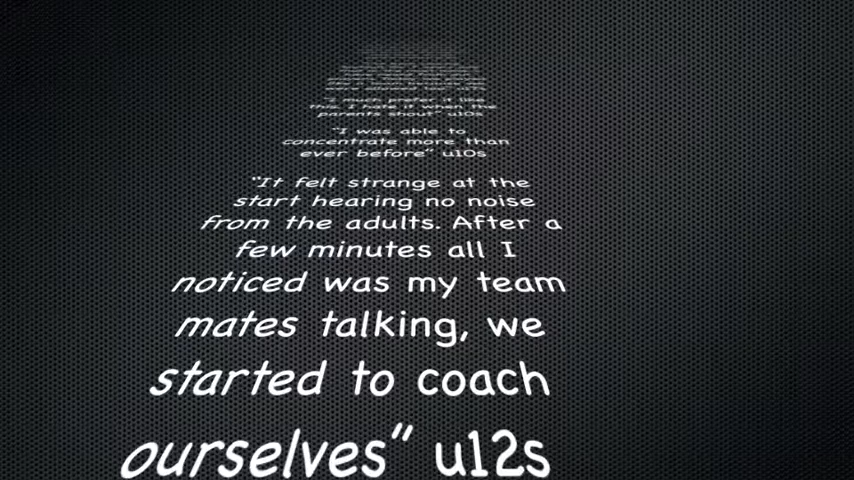 "I much prefer it like
this. I hate it when the
parents shout" u10s
"I was able to
concentrate more than
ever before" u10s
"It felt strange at the
start hearing no noise
from the adults. After a
few minutes all I
noticed was my team
mates talking, we
started to coach
ourselves" u12s